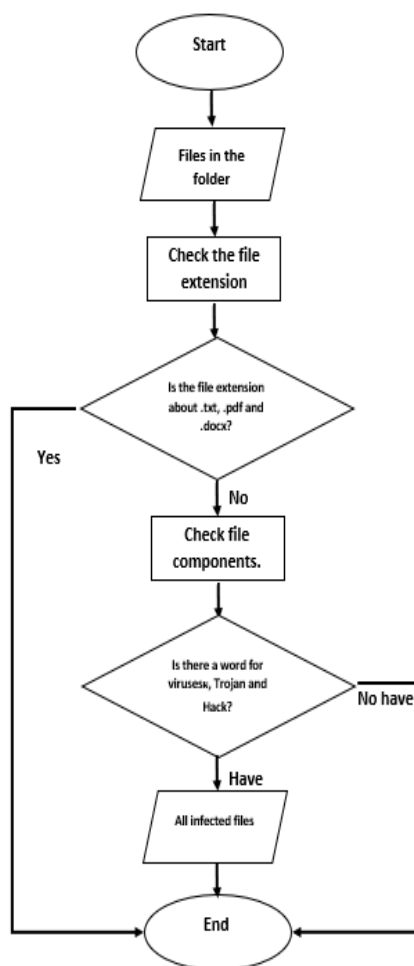 Start
Files in the
folder
Check the file
extension
Is the file extension
about .txt, .pdf and
.docx?
Yes
No
Check file
components.
Is there a word for
virusesн, Trojan and
Hack?
No have
Have
All infected files
End